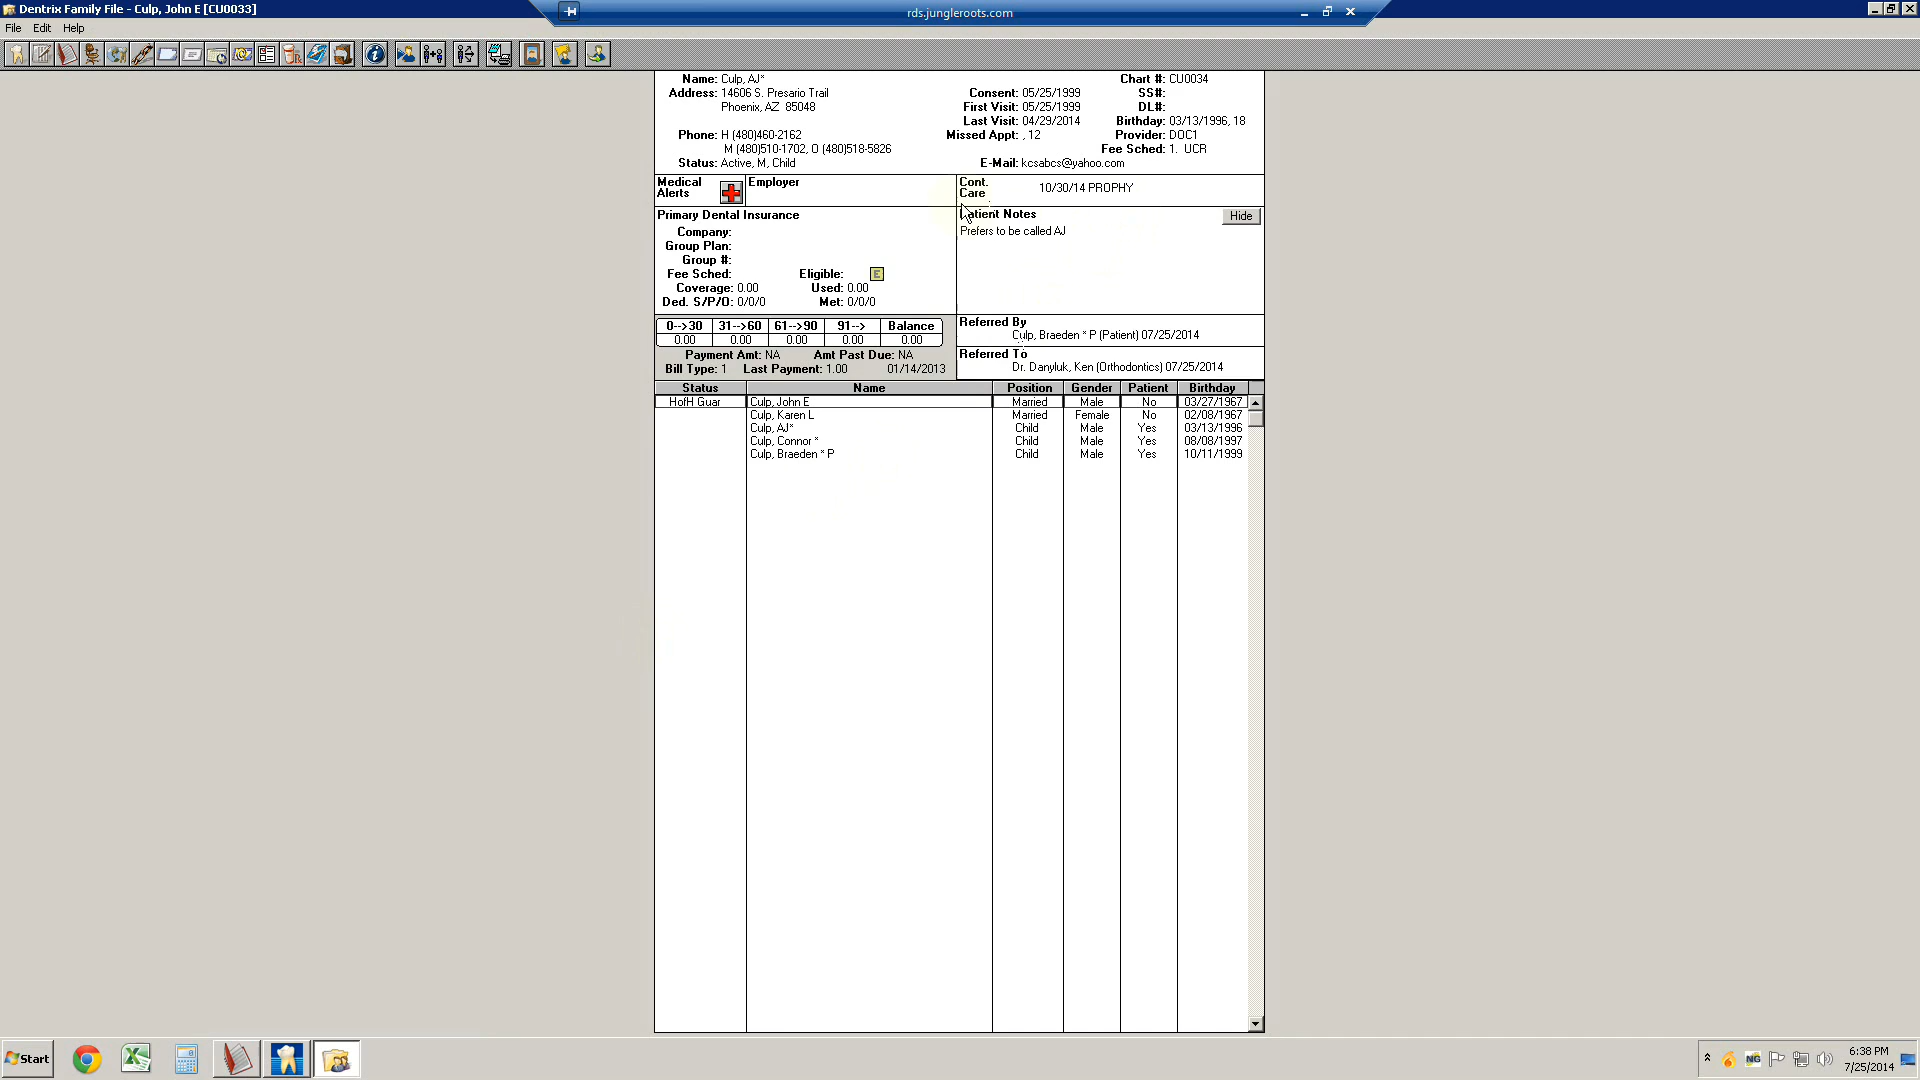 Dentrix Family File - Culp, John E [CU0033]
rds.jungleroots.com
File Edit Help
Name: Culp, AJ* Chart #: CU0034
Address: 14606 S. Presario Trail Consent: 05/25/1999 SS#:
Phoenix, AZ 85048 First Visit: 05/25/1999 DL#:
Last Visit: 04/29/2014 Birthday: 03/13/1996, 18
Phone: H (480)460-2162 Missed Appt: , 12 Provider: DOC1
M (480)510-1702, O (480)518-5826 Fee Sched: 1. UCR
Status: Active, M, Child E-Mail: kcsabcs@yahoo.com
Medical Alerts Employer Cont. Care 10/30/14 PROPHY
Primary Dental Insurance Patient Notes Hide
Company: Prefers to be called AJ
Group Plan:
Group #:
Fee Sched: Eligible: E
Coverage: 0.00 Used: 0.00
Ded. S/P/O: 0/0/0 Met: 0/0/0
0-->30 31-->60 61-->90 91--> Balance Referred By
0.00 0.00 0.00 0.00 0.00 Culp, Braeden * P (Patient) 07/25/2014
Payment Amt: NA Amt Past Due: NA Referred To
Bill Type: 1 Last Payment: 1.00 01/14/2013 Dr. Danyluk, Ken (Orthodontics) 07/25/2014
Status Name Position Gender Patient Birthday
HofH Guar Culp, John E Married Male No 03/27/1967
Culp, Karen L Married Female No 02/08/1967
Culp, AJ* Child Male Yes 03/13/1996
Culp, Connor * Child Male Yes 08/08/1997
Culp, Braeden * P Child Male Yes 10/11/1999
Start NG 6:38 PM
7/25/2014